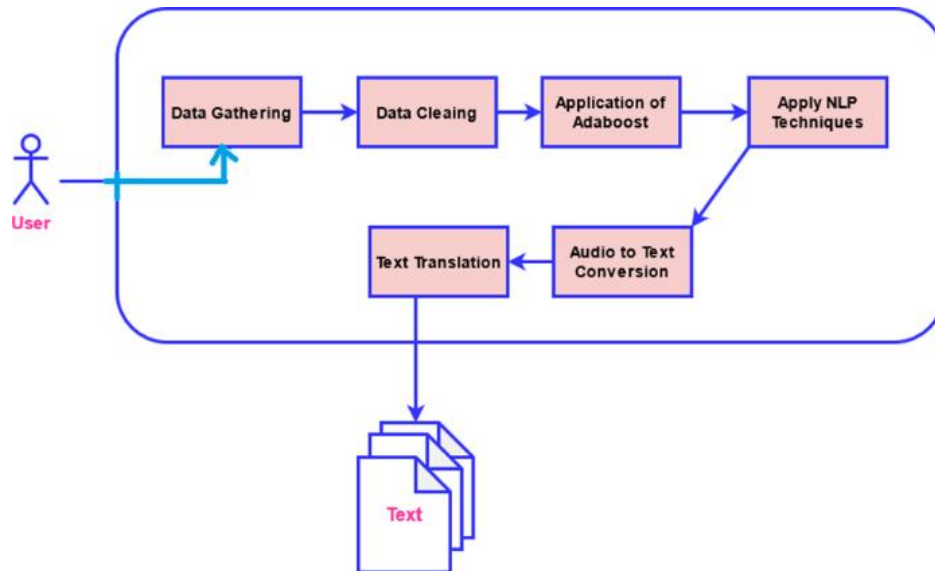 Data Gathering
Data Cleaing
Application of
Adaboost
Apply NLP
Techniques
User
Text Translation
Audio to Text
Conversion
Text